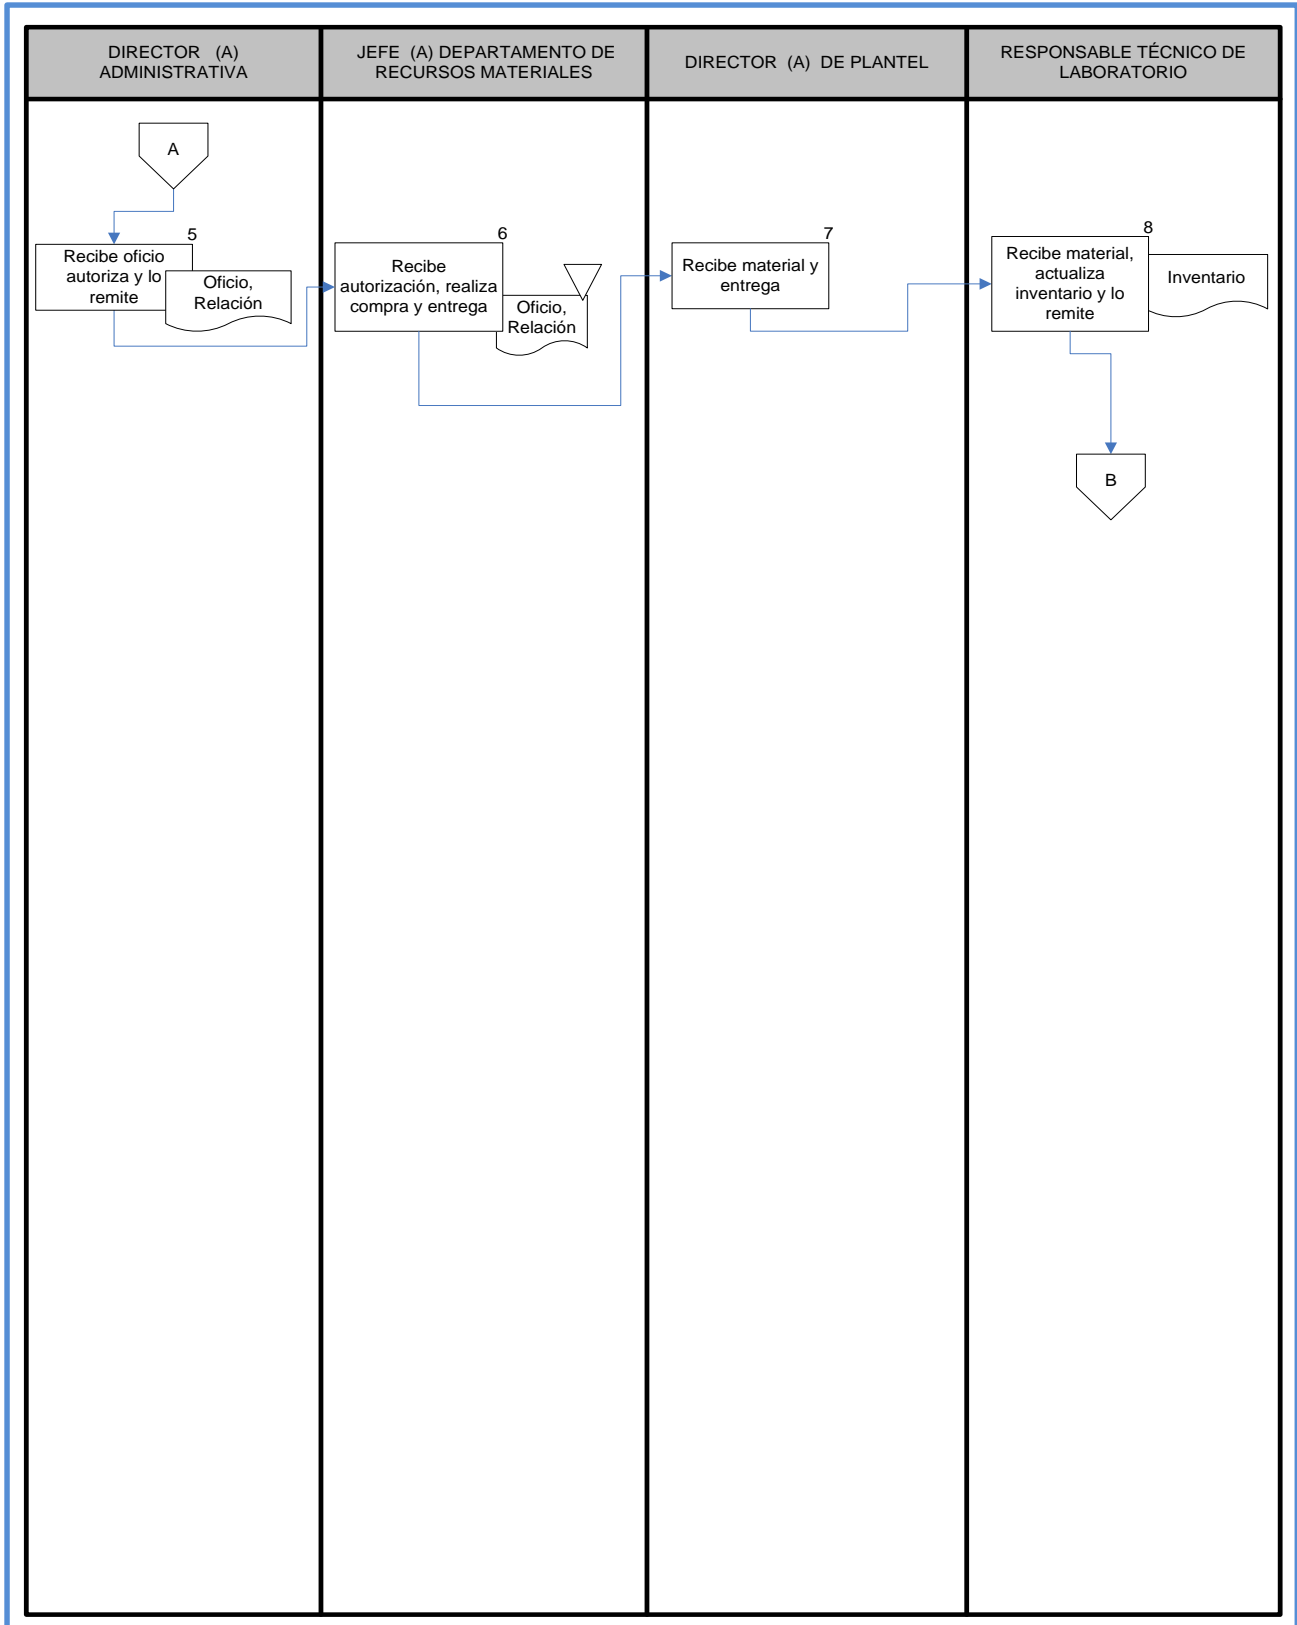 DIRECTOR (A)
ADMINISTRATIVA
JEFE (A) DEPARTAMENTO DE
RECURSOS MATERIALES
DIRECTOR (A) DE PLANTEL
RESPONSABLE TÉCNICO DE
LABORATORIO
A
5
Recibe oficio
autoriza y lo
remite
Oficio,
Relación
6
Recibe
autorización, realiza
compra y entrega
Oficio,
Relación
7
Recibe material y
entrega
8
Recibe material,
actualiza
inventario y lo
remite
Inventario
B